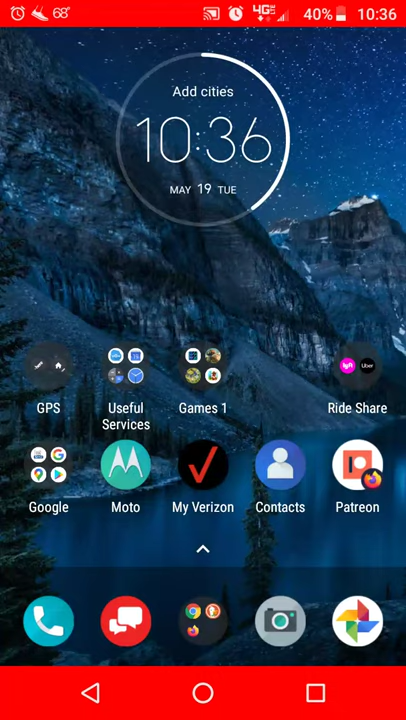 68° 4G 40% 10:36
Add cities
10:36
MAY 19 TUE
GPS
Useful Services
Games 1
Ride Share
Google
Moto
My Verizon
Contacts
Patreon